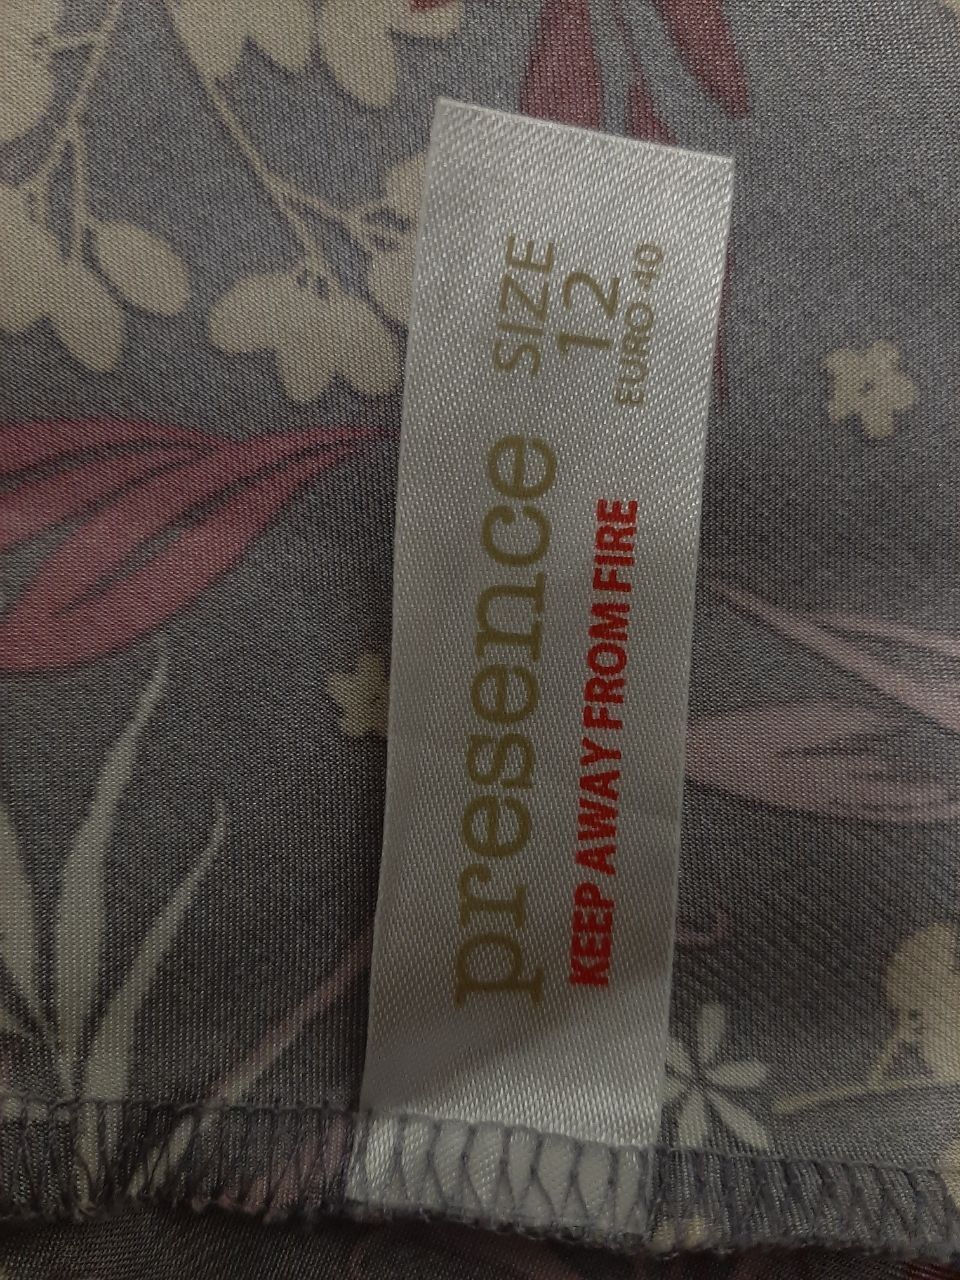 presence
KEEP AWAY FROM FIRE
SIZE
12
EURO 40